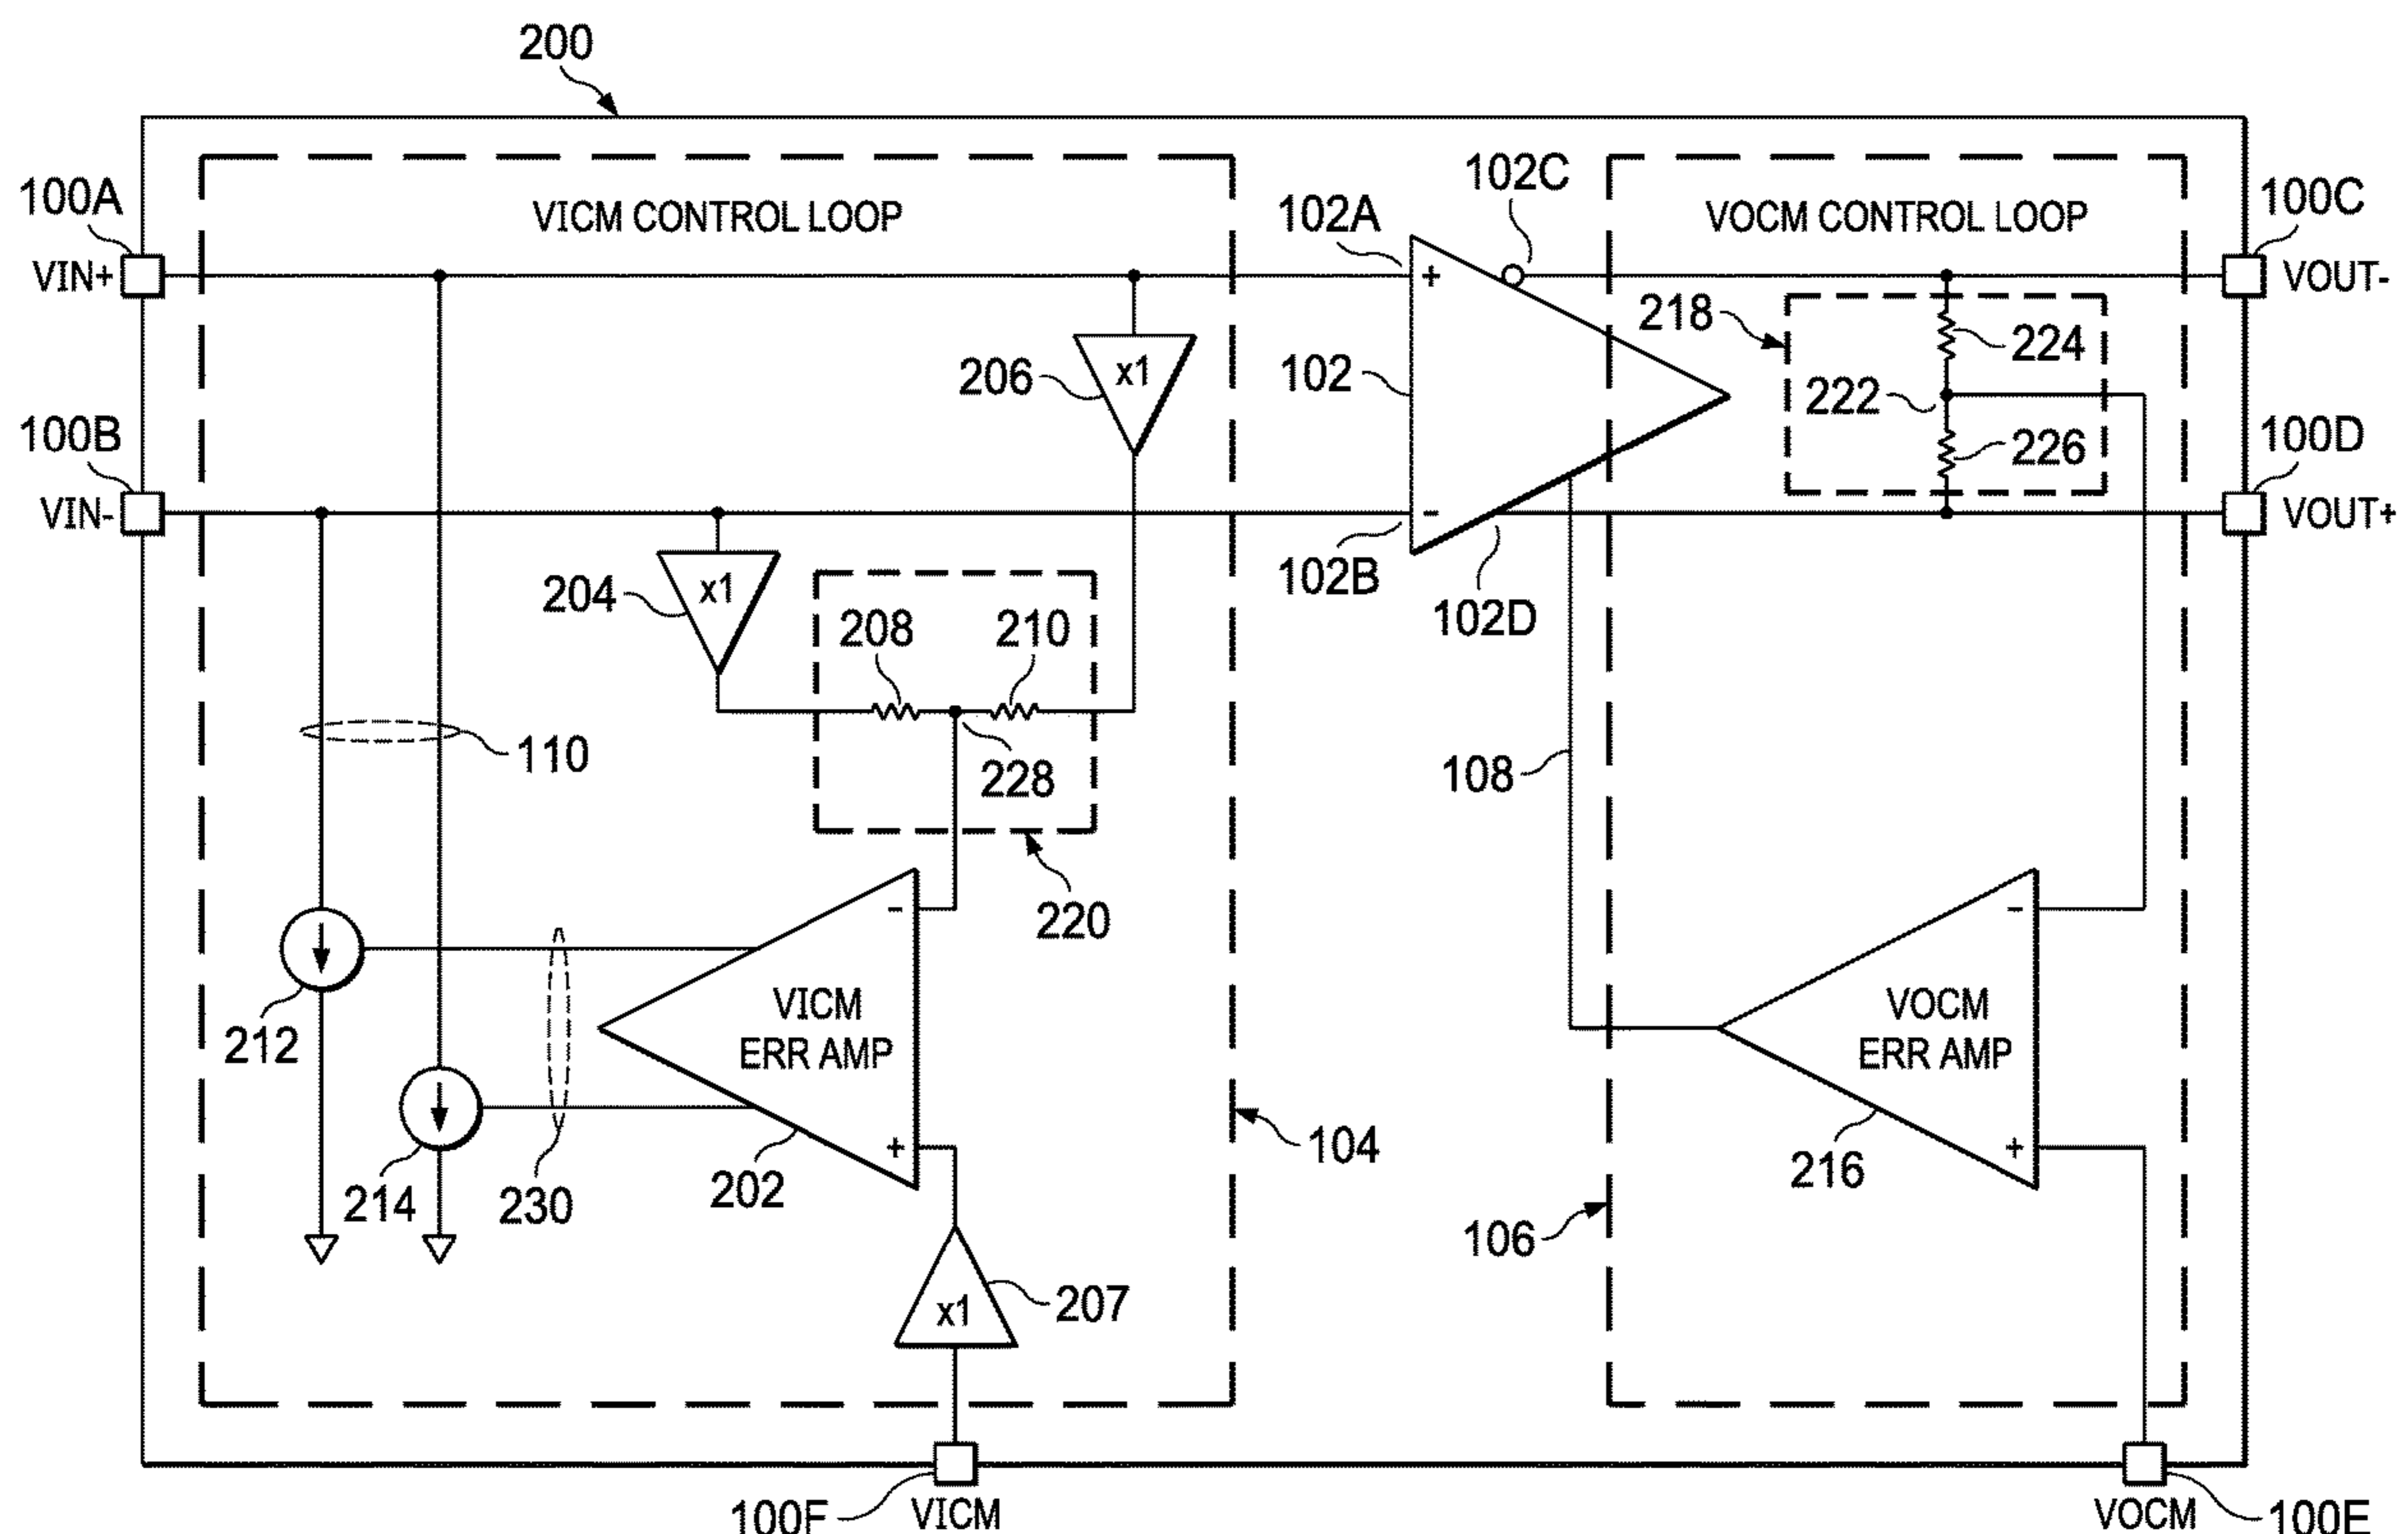 200
100A
VIN+
VICM CONTROL LOOP
102A
102C
VOCM CONTROL LOOP
100C
VOUT-
+
218
224
206
x1
102
222
226
100B
VIN-
-
100D
VOUT+
102B
102D
204
x1
208
210
228
110
108
220
-
-
212
VICM
ERR AMP
VOCM
ERR AMP
104
214
230
202
+
216
+
106
207
x1
100F
VICM
VOCM
100E